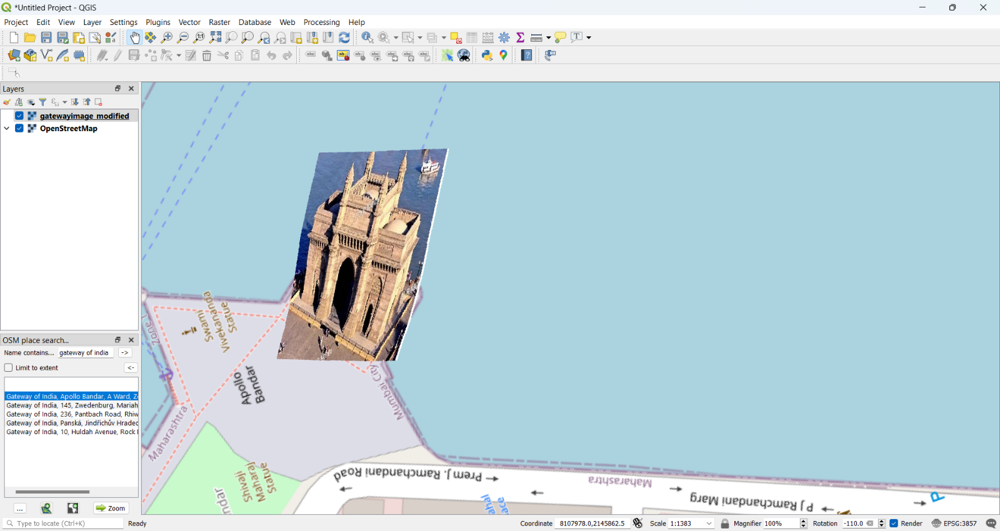 *Untitled Project - QGIS
Project Edit View Layer Settings Plugins Vector Raster Database Web Processing Help
Layers
gatewayimage modified
OpenStreetMap
OSM place search...
Name contains... gateway of india ->
Limit to extent <-
Gateway of India, Apollo Bandar, A Ward, Z
Gateway of India, 145, Zwedenburg, Mariah
Gateway of India, 236, Pantbach Road, Rhiw
Gateway of India, Panská, Jindřichův Hradec
Gateway of India, 10, Huldah Avenue, Rock
... Zoom
Zone
Swami
Vivekananda
Statue
Apollo
Bandar
Mumbai City
Maharashtra
Shivaji
Maharaj
Statue
Prem J. Ramchandani Road
Maharashtra
P J Ramchandani Marg
P
Type to locate (Ctrl+K) Ready Coordinate 8107978.0,2145862.5 Scale 1:1383 Magnifier 100% Rotation -110.0 Render EPSG:3857